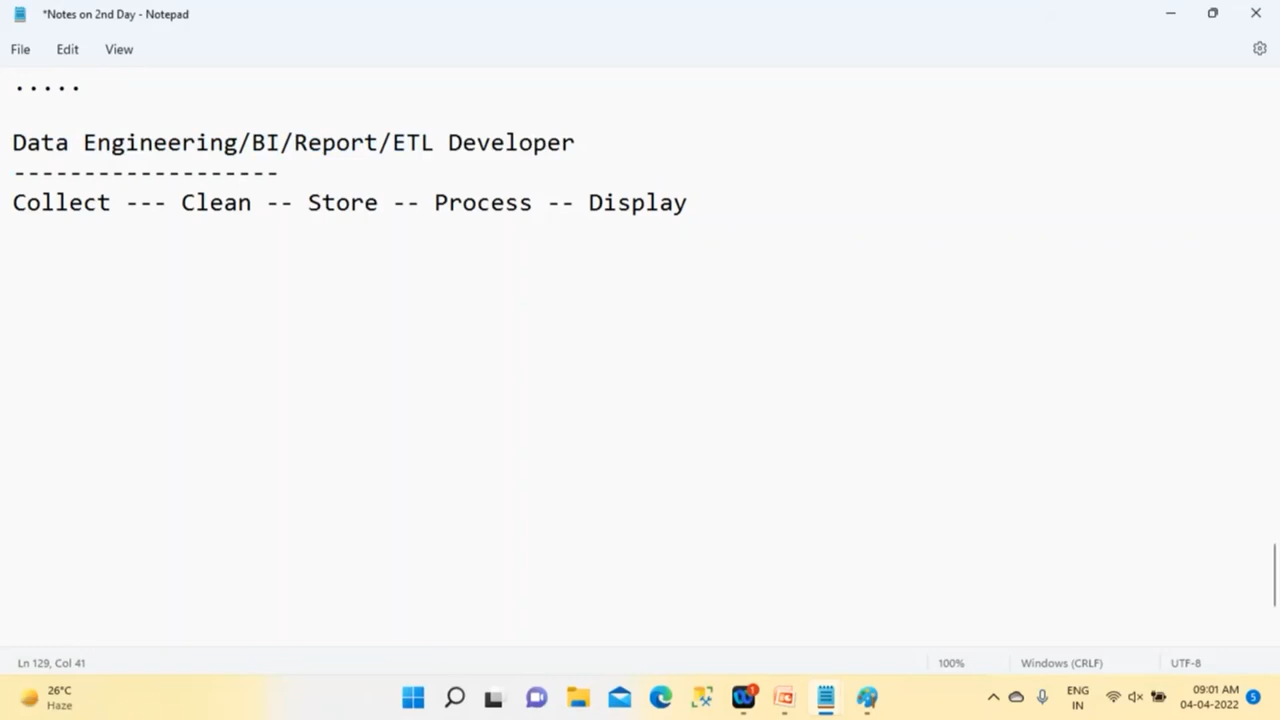 *Notes on 2nd Day - Notepad
File Edit View
.....
Data Engineering/BI/Report/ETL Developer
-------------------
Collect --- Clean -- Store -- Process -- Display
Ln 129, Col 41 100% Windows (CRLF) UTF-8
26°C
Haze
1
ENG
IN
09:01 AM
04-04-2022
5